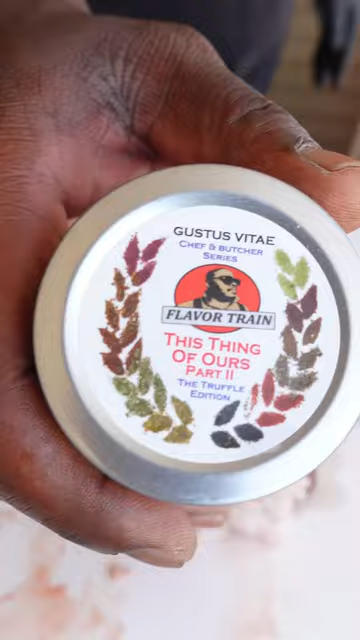 GUSTUS VITAE
CHEF & BUTCHER
SERIES
FLAVOR TRAIN
THIS THING
OF OURS
PART II
THE TRUFFLE
EDITION